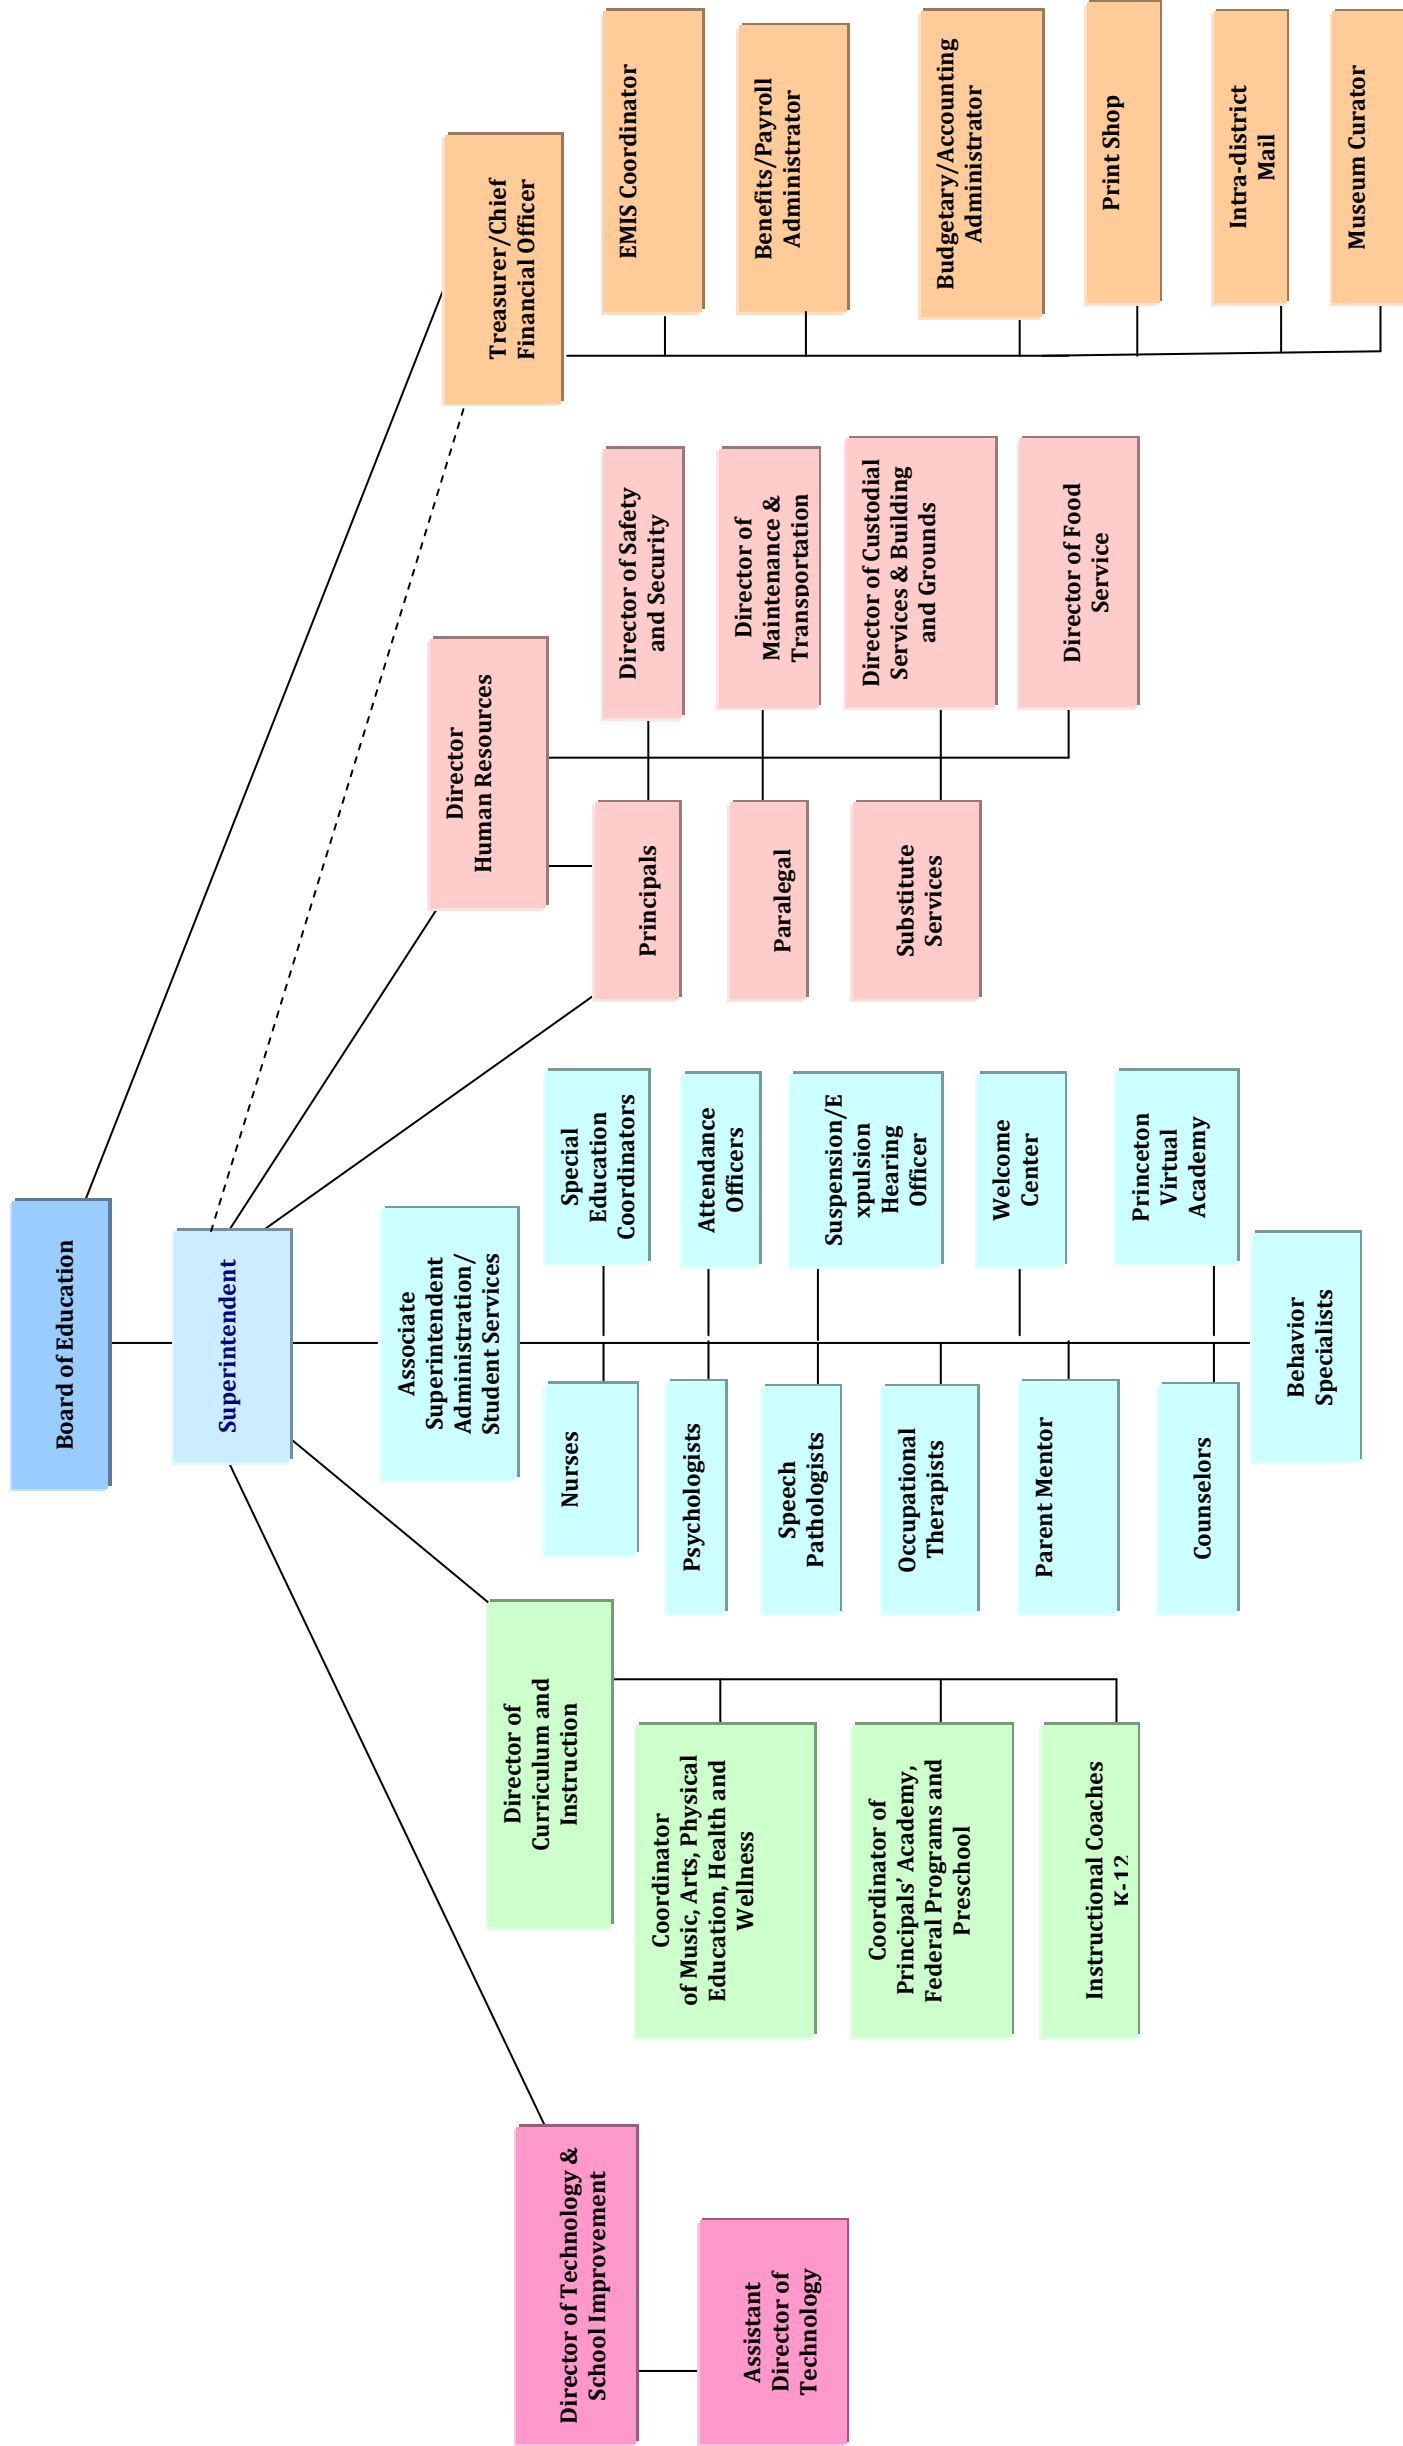 Board of Education
Superintendent
Director of Technology &
School Improvement
Assistant
Director of
Technology
Director of
Curriculum and
Instruction
Coordinator
of Music, Arts, Physical
Education, Health and
Wellness
Coordinator of
Principals’ Academy,
Federal Programs and
Preschool
Instructional Coaches
K-12
Associate
Superintendent
Administration/
Student Services
Nurses
Psychologists
Speech
Pathologists
Occupational
Therapists
Parent Mentor
Counselors
Special
Education
Coordinators
Attendance
Officers
Suspension/E
xpulsion
Hearing
Officer
Welcome
Center
Princeton
Virtual
Academy
Behavior
Specialists
Director
Human Resources
Principals
Paralegal
Substitute
Services
Director of Safety
and Security
Director of
Maintenance &
Transportation
Director of Custodial
Services & Building
and Grounds
Director of Food
Service
Treasurer/Chief
Financial Officer
EMIS Coordinator
Benefits/Payroll
Administrator
Budgetary/Accounting
Administrator
Print Shop
Intra-district
Mail
Museum Curator